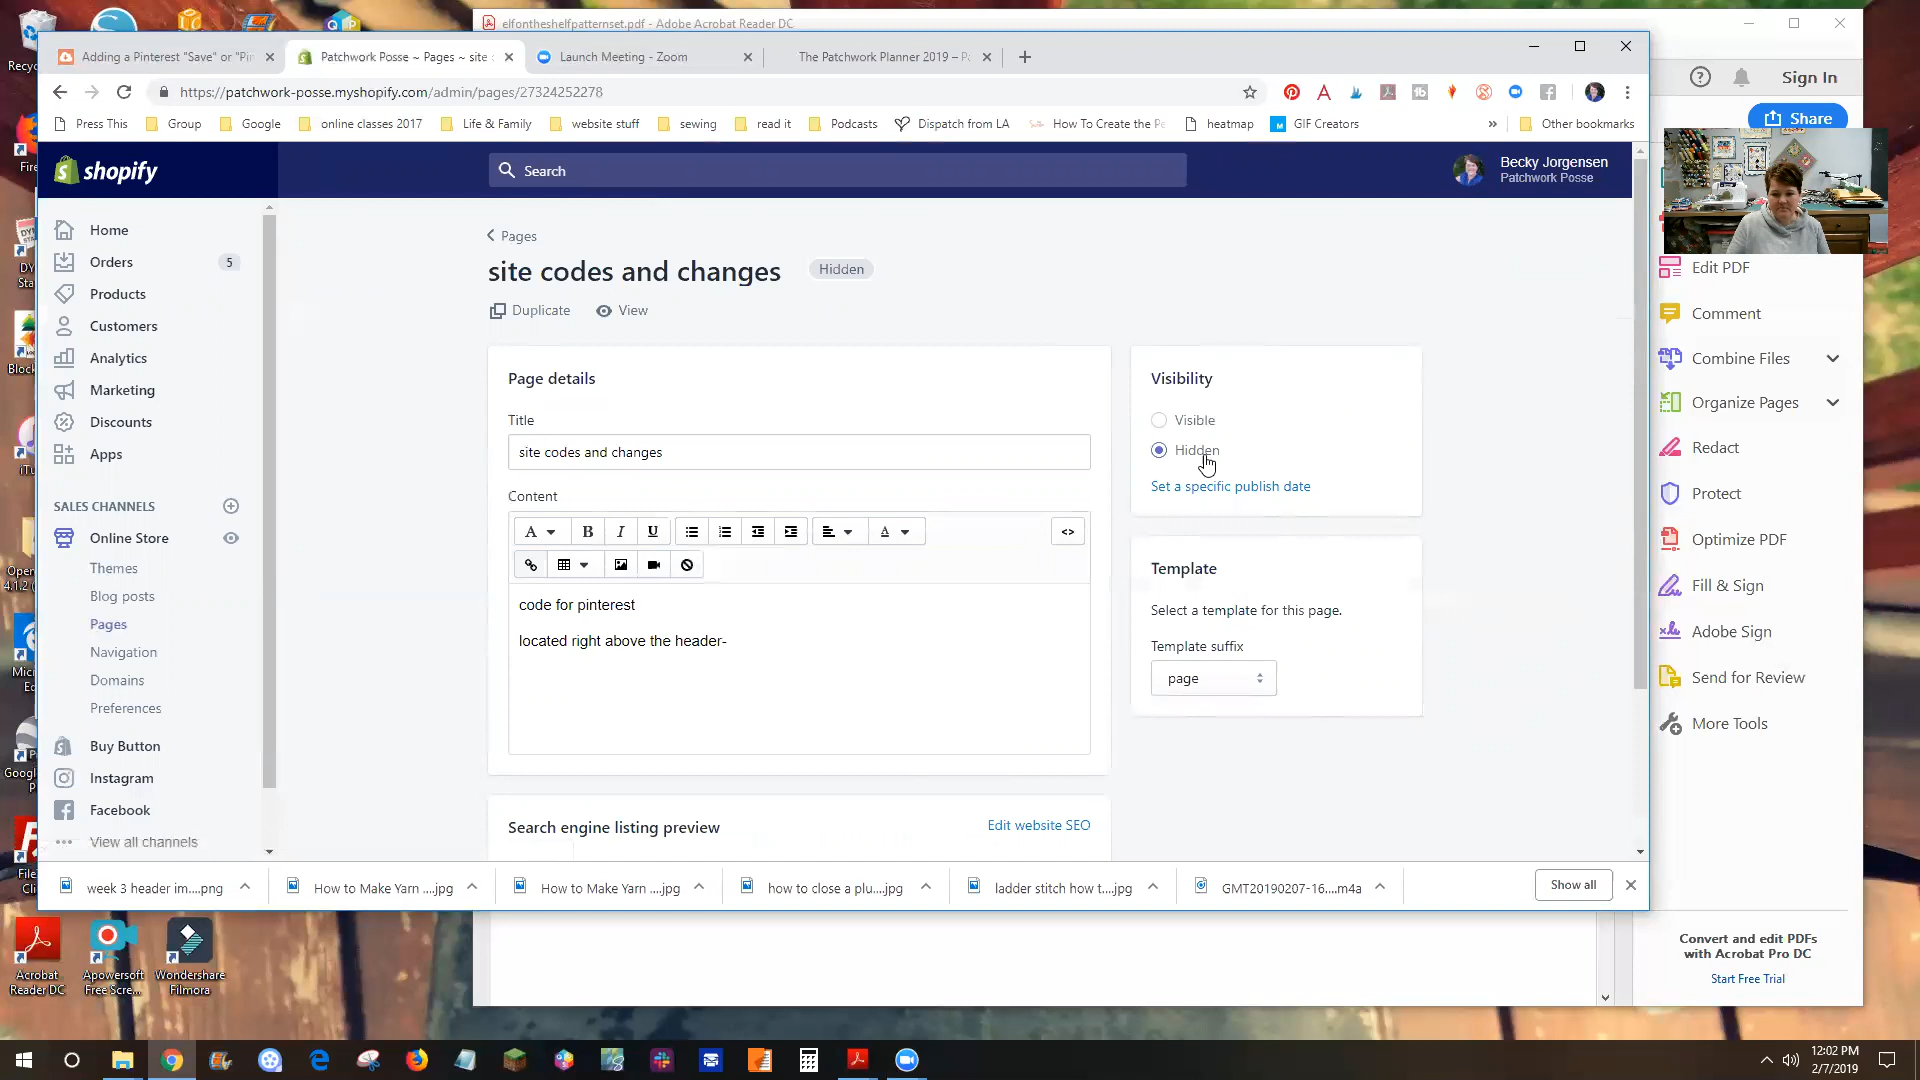 elfontheshelfpatternset.pdf - Adobe Acrobat Reader DC
Adding a Pinterest "Save" or "Pin
Patchwork Posse ~ Pages ~ site
Launch Meeting - Zoom
The Patchwork Planner 2019 – P
https://patchwork-posse.myshopify.com/admin/pages/27324252278
Sign In
Press This
Group
Google
online classes 2017
Life & Family
website stuff
sewing
read it
Podcasts
Dispatch from LA
How To Create the Pe
heatmap
GIF Creators
»
Other bookmarks
Share
shopify
Search
Becky Jorgensen
Patchwork Posse
Home
Orders
5
Products
Customers
Analytics
Marketing
Discounts
Apps
SALES CHANNELS
Online Store
Themes
Blog posts
Pages
Navigation
Domains
Preferences
Buy Button
Instagram
Facebook
View all channels
Pages
site codes and changes
Hidden
Duplicate
View
Page details
Title
site codes and changes
Content
A
B
I
U
A
<>
code for pinterest
located right above the header-
Search engine listing preview
Edit website SEO
Visibility
Visible
Hidden
Set a specific publish date
Template
Select a template for this page.
Template suffix
page
Edit PDF
Comment
Combine Files
Organize Pages
Redact
Protect
Optimize PDF
Fill & Sign
Adobe Sign
Send for Review
More Tools
Convert and edit PDFs
with Acrobat Pro DC
Start Free Trial
week 3 header im....png
How to Make Yarn ....jpg
How to Make Yarn ....jpg
how to close a plu....jpg
ladder stitch how t....jpg
GMT20190207-16....m4a
Show all
Acrobat
Reader DC
Apowersoft
Free Scre...
Wondershare
Filmora
12:02 PM
2/7/2019